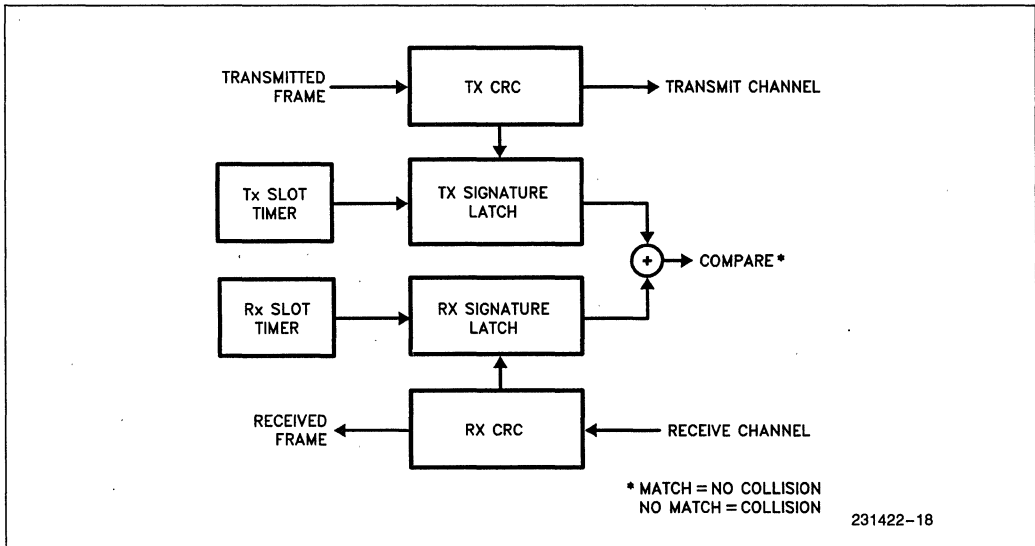 TRANSMITTED
FRAME
TX CRC
TRANSMIT CHANNEL
Tx SLOT
TIMER
TX SIGNATURE
LATCH
+
COMPARE*
Rx SLOT
TIMER
RX SIGNATURE
LATCH
RECEIVED
FRAME
RX CRC
RECEIVE CHANNEL
* MATCH = NO COLLISION
NO MATCH = COLLISION
231422-18